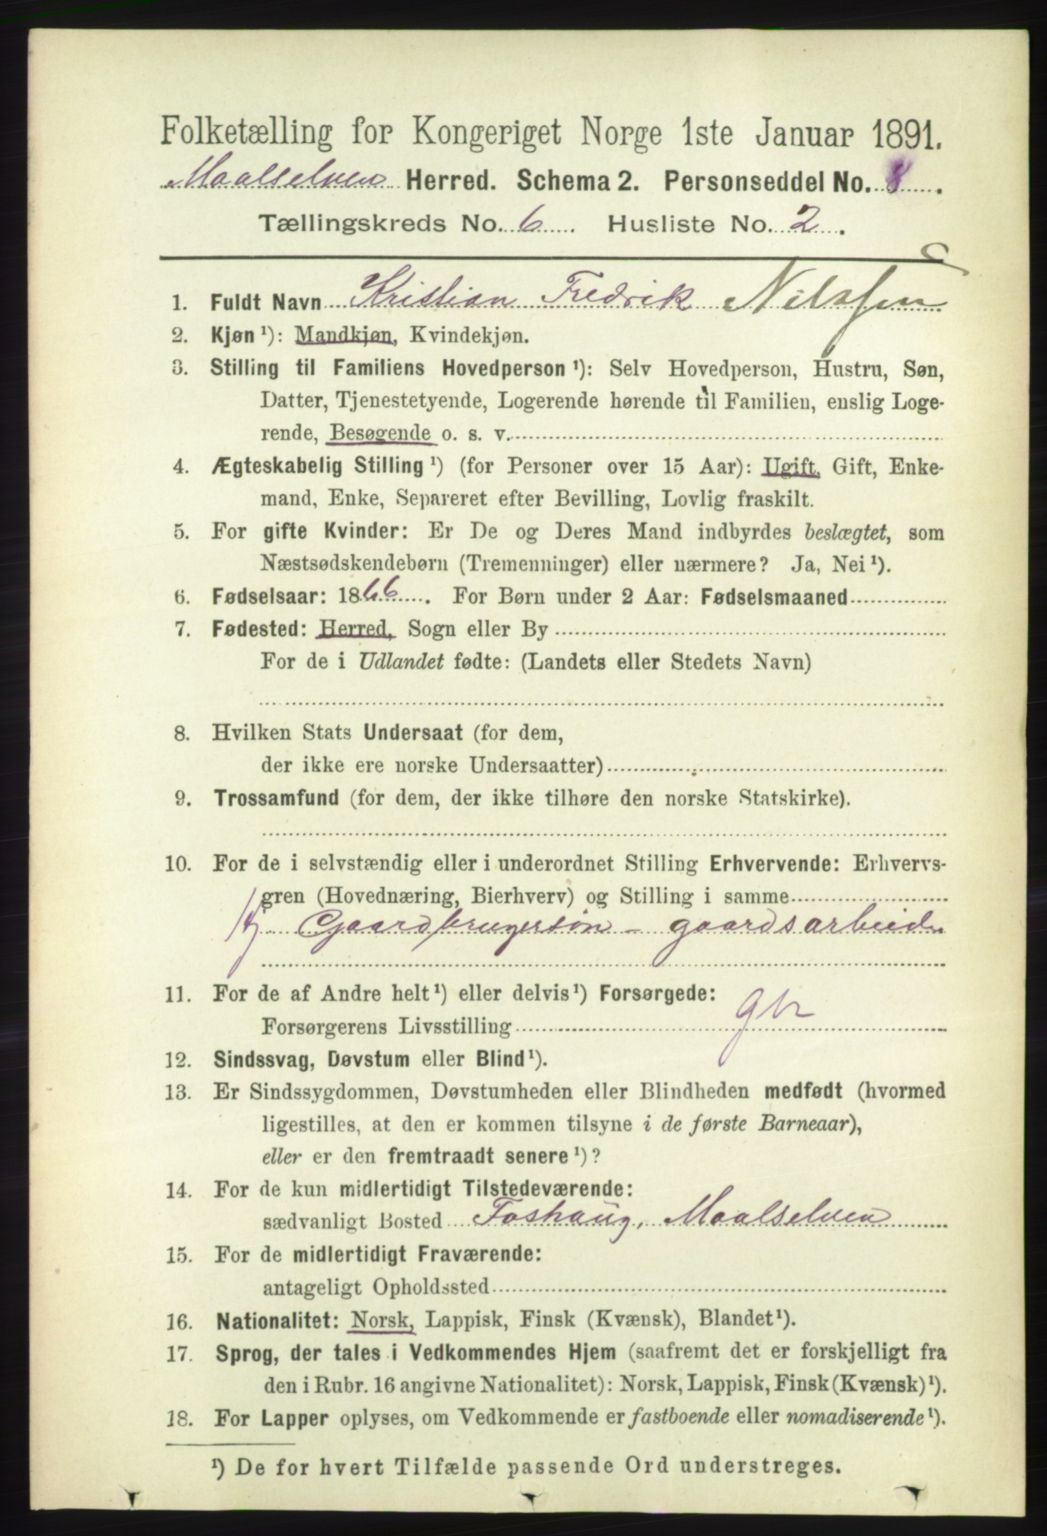 Folketælling for Kongeriget Norge 1ste Januar 1891.
Maalselven Herred. Schema 2. Personseddel No. 8.
Tællingskreds No. 6. Husliste No. 2.
1. Fuldt Navn Kristian Fredrik Nilssen
2. Kjøn ¹): Mandkjøn, Kvindekjøn.
3. Stilling til Familiens Hovedperson ¹): Selv Hovedperson, Hustru, Søn,
Datter, Tjenestetyende, Logerende hørende til Familien, enslig Loge-
rende, Besøgende o. s. v.
4. Ægteskabelig Stilling ¹) (for Personer over 15 Aar): Ugift, Gift, Enke-
mand, Enke, Separeret efter Bevilling, Lovlig fraskilt.
5. For gifte Kvinder: Er De og Deres Mand indbyrdes beslægtet, som
Næstsødskendebørn (Tremenninger) eller nærmere? Ja, Nei ¹).
6. Fødselsaar: 1866. For Børn under 2 Aar: Fødselsmaaned
7. Fødested: Herred, Sogn eller By
For de i Udlandet fødte: (Landets eller Stedets Navn)
8. Hvilken Stats Undersaat (for dem,
der ikke ere norske Undersaatter)
9. Trossamfund (for dem, der ikke tilhøre den norske Statskirke).
10. For de i selvstændig eller i underordnet Stilling Erhvervende: Erhvervs-
gren (Hovednæring, Bierhverv) og Stilling i samme
Gaardbrugersøn - gaardsarbeide
11. For de af Andre helt ¹) eller delvis ¹) Forsørgede:
Forsørgerens Livsstilling gbr
12. Sindssvag, Døvstum eller Blind ¹).
13. Er Sindssygdommen, Døvstumheden eller Blindheden medfødt (hvormed
ligestilles, at den er kommen tilsyne i de første Barneaar),
eller er den fremtraadt senere ¹)?
14. For de kun midlertidigt Tilstedeværende:
sædvanligt Bosted Foshaug, Maalselven
15. For de midlertidigt Fraværende:
antageligt Opholdssted
16. Nationalitet: Norsk, Lappisk, Finsk (Kvænsk), Blandet ¹).
17. Sprog, der tales i Vedkommendes Hjem (saafremt det er forskjelligt fra
den i Rubr. 16 angivne Nationalitet): Norsk, Lappisk, Finsk (Kvænsk) ¹).
18. For Lapper oplyses, om Vedkommende er fastboende eller nomadiserende ¹).
¹) De for hvert Tilfælde passende Ord understreges.